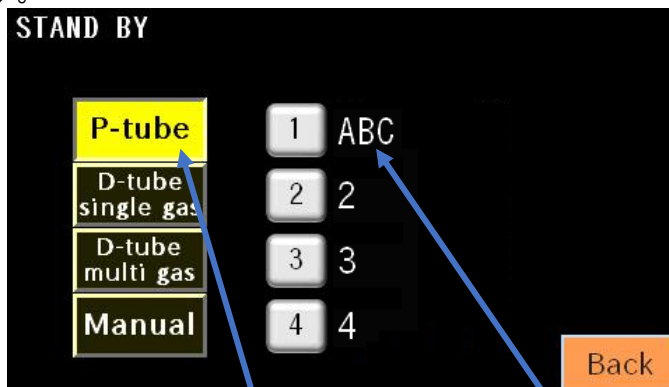 STAND BY
P-tube
1 ABC
D-tube
single gas
2 2
D-tube
multi gas
3 3
Manual
4 4
Back